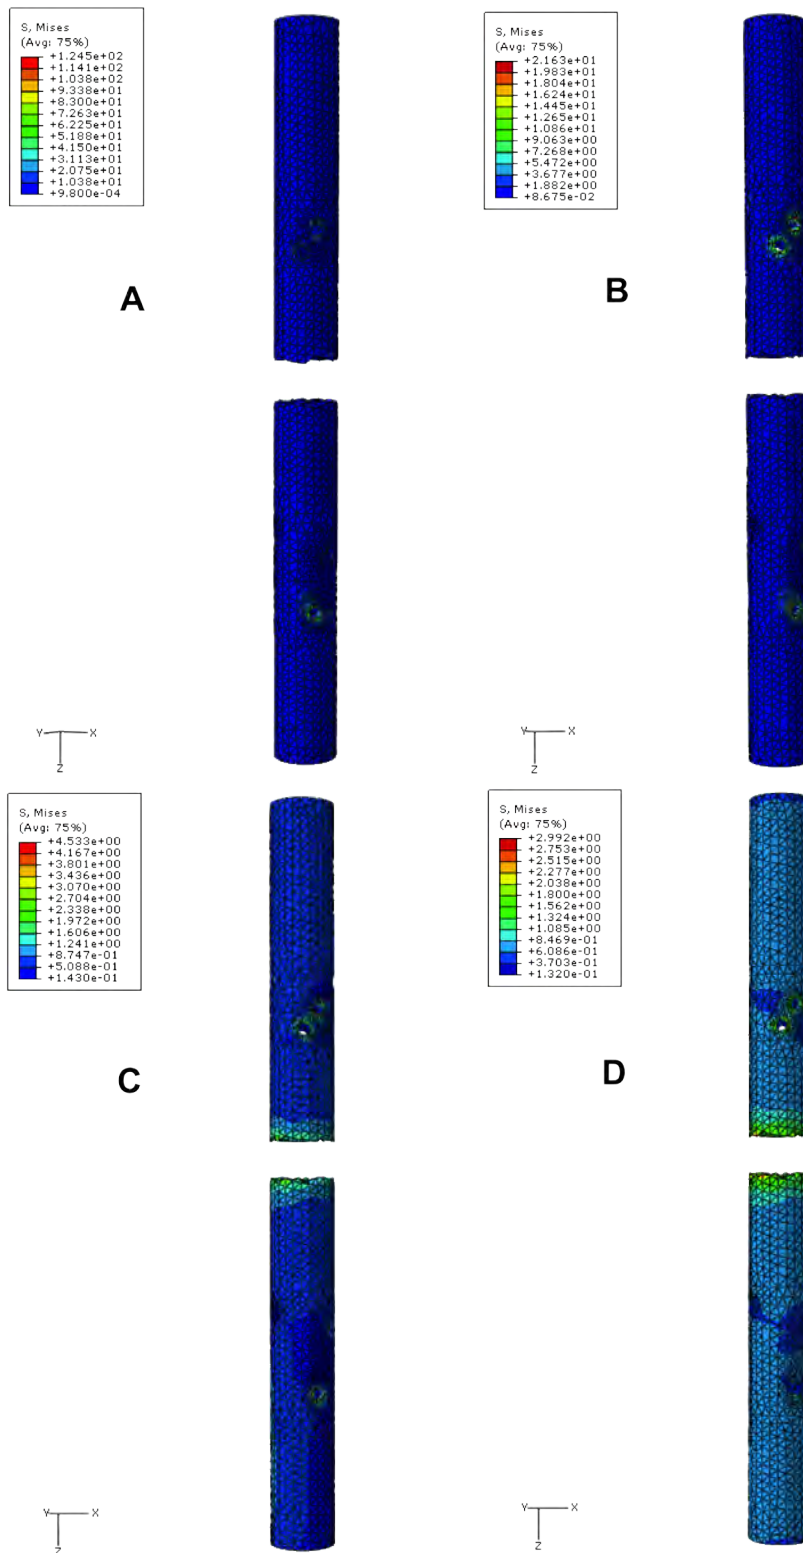 S, Mises
(Avg: 75%)
+1.245e+02
+1.141e+02
+1.038e+02
+9.338e+01
+8.300e+01
+7.263e+01
+6.225e+01
+5.188e+01
+4.150e+01
+3.113e+01
+2.075e+01
+1.038e+01
+9.800e-04
A
Y X
Z
S, Mises
(Avg: 75%)
+2.163e+01
+1.983e+01
+1.804e+01
+1.624e+01
+1.445e+01
+1.265e+01
+1.086e+01
+9.063e+00
+7.268e+00
+5.472e+00
+3.677e+00
+1.882e+00
+8.675e-02
B
Y X
Z
S, Mises
(Avg: 75%)
+4.533e+00
+4.167e+00
+3.801e+00
+3.436e+00
+3.070e+00
+2.704e+00
+2.338e+00
+1.972e+00
+1.606e+00
+1.241e+00
+8.747e-01
+5.088e-01
+1.430e-01
C
Y X
Z
S, Mises
(Avg: 75%)
+2.992e+00
+2.753e+00
+2.515e+00
+2.277e+00
+2.038e+00
+1.800e+00
+1.562e+00
+1.324e+00
+1.085e+00
+8.469e-01
+6.086e-01
+3.703e-01
+1.320e-01
D
Y X
Z